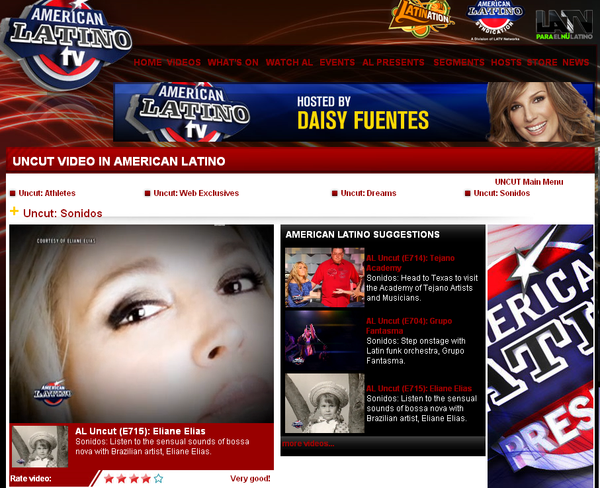 AMERICAN
LATINO
tv
LATINATION
AMERICAN
LATINO
SYNDICATION
A Division of LATV Networks
LATV
PARA EL NÜ LATINO
HOME VIDEOS WHAT'S ON WATCH AL EVENTS AL PRESENTS SEGMENTS HOSTS STORE NEWS
AMERICAN
LATINO
tv
HOSTED BY
DAISY FUENTES
UNCUT VIDEO IN AMERICAN LATINO
UNCUT Main Menu
Uncut: Athletes
Uncut: Web Exclusives
Uncut: Dreams
Uncut: Sonidos
+ Uncut: Sonidos
COURTESY OF ELIANE ELIAS
AMERICAN
LATINO
AL Uncut (E715): Eliane Elias
Sonidos: Listen to the sensual sounds of bossa
nova with Brazilian artist, Eliane Elias.
Rate video:
Very good!
AMERICAN LATINO SUGGESTIONS
AL Uncut (E714): Tejano
Academy
Sonidos: Head to Texas to visit
the Academy of Tejano Artists
and Musicians.
AL Uncut (E704): Grupo
Fantasma
Sonidos: Step onstage with
Latin funk orchestra, Grupo
Fantasma.
AL Uncut (E715): Eliane Elias
Sonidos: Listen to the sensual
sounds of bossa nova with
Brazilian artist, Eliane Elias.
more videos...
ERICA
ATI
PRES